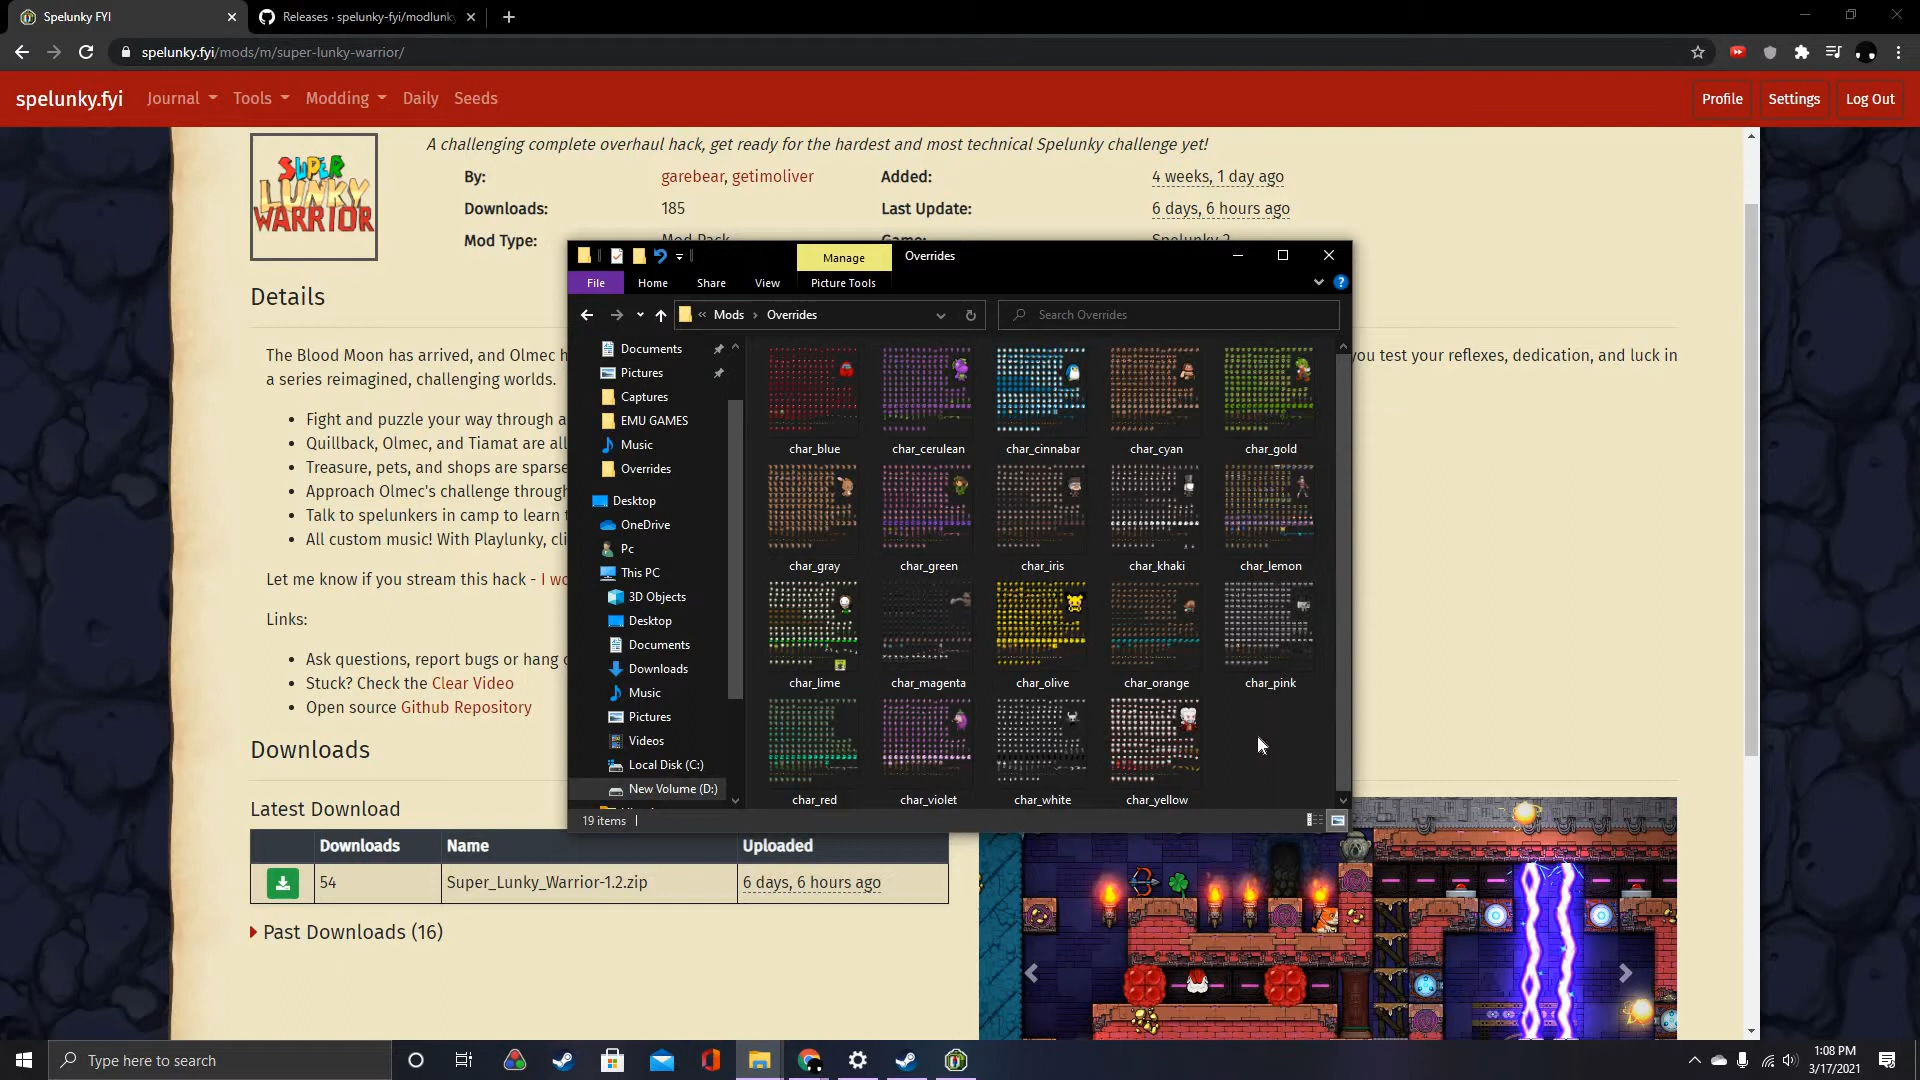 Spelunky FYI
Releases · spelunky-fyi/modlunky
spelunky.fyi/mods/m/super-lunky-warrior/
spelunky.fyi
Journal
Tools
Modding
Daily
Seeds
Profile
Settings
Log Out
SUPER
LUNKY
WARRIOR
A challenging complete overhaul hack, get ready for the hardest and most technical Spelunky challenge yet!
By:
garebear, getimoliver
Added:
4 weeks, 1 day ago
Downloads:
185
Last Update:
6 days, 6 hours ago
Mod Type:
Mod Pack
Game:
Spelunky 2
Details
The Blood Moon has arrived, and Olmec h
you test your reflexes, dedication, and luck in
a series reimagined, challenging worlds.
Fight and puzzle your way through a
Quillback, Olmec, and Tiamat are all
Treasure, pets, and shops are sparse
Approach Olmec's challenge through
Talk to spelunkers in camp to learn t
All custom music! With Playlunky, cli
Let me know if you stream this hack - I wo
Links:
Ask questions, report bugs or hang o
Stuck? Check the Clear Video
Open source Github Repository
Downloads
Latest Download
Downloads
Name
Uploaded
54
Super_Lunky_Warrior-1.2.zip
6 days, 6 hours ago
Past Downloads (16)
Manage
Overrides
File
Home
Share
View
Picture Tools
Mods
Overrides
Search Overrides
Documents
Pictures
Captures
EMU GAMES
Music
Overrides
Desktop
OneDrive
Pc
This PC
3D Objects
Desktop
Documents
Downloads
Music
Pictures
Videos
Local Disk (C:)
New Volume (D:)
char_blue
char_cerulean
char_cinnabar
char_cyan
char_gold
char_gray
char_green
char_iris
char_khaki
char_lemon
char_lime
char_magenta
char_olive
char_orange
char_pink
char_red
char_violet
char_white
char_yellow
19 items
Type here to search
1:08 PM
3/17/2021